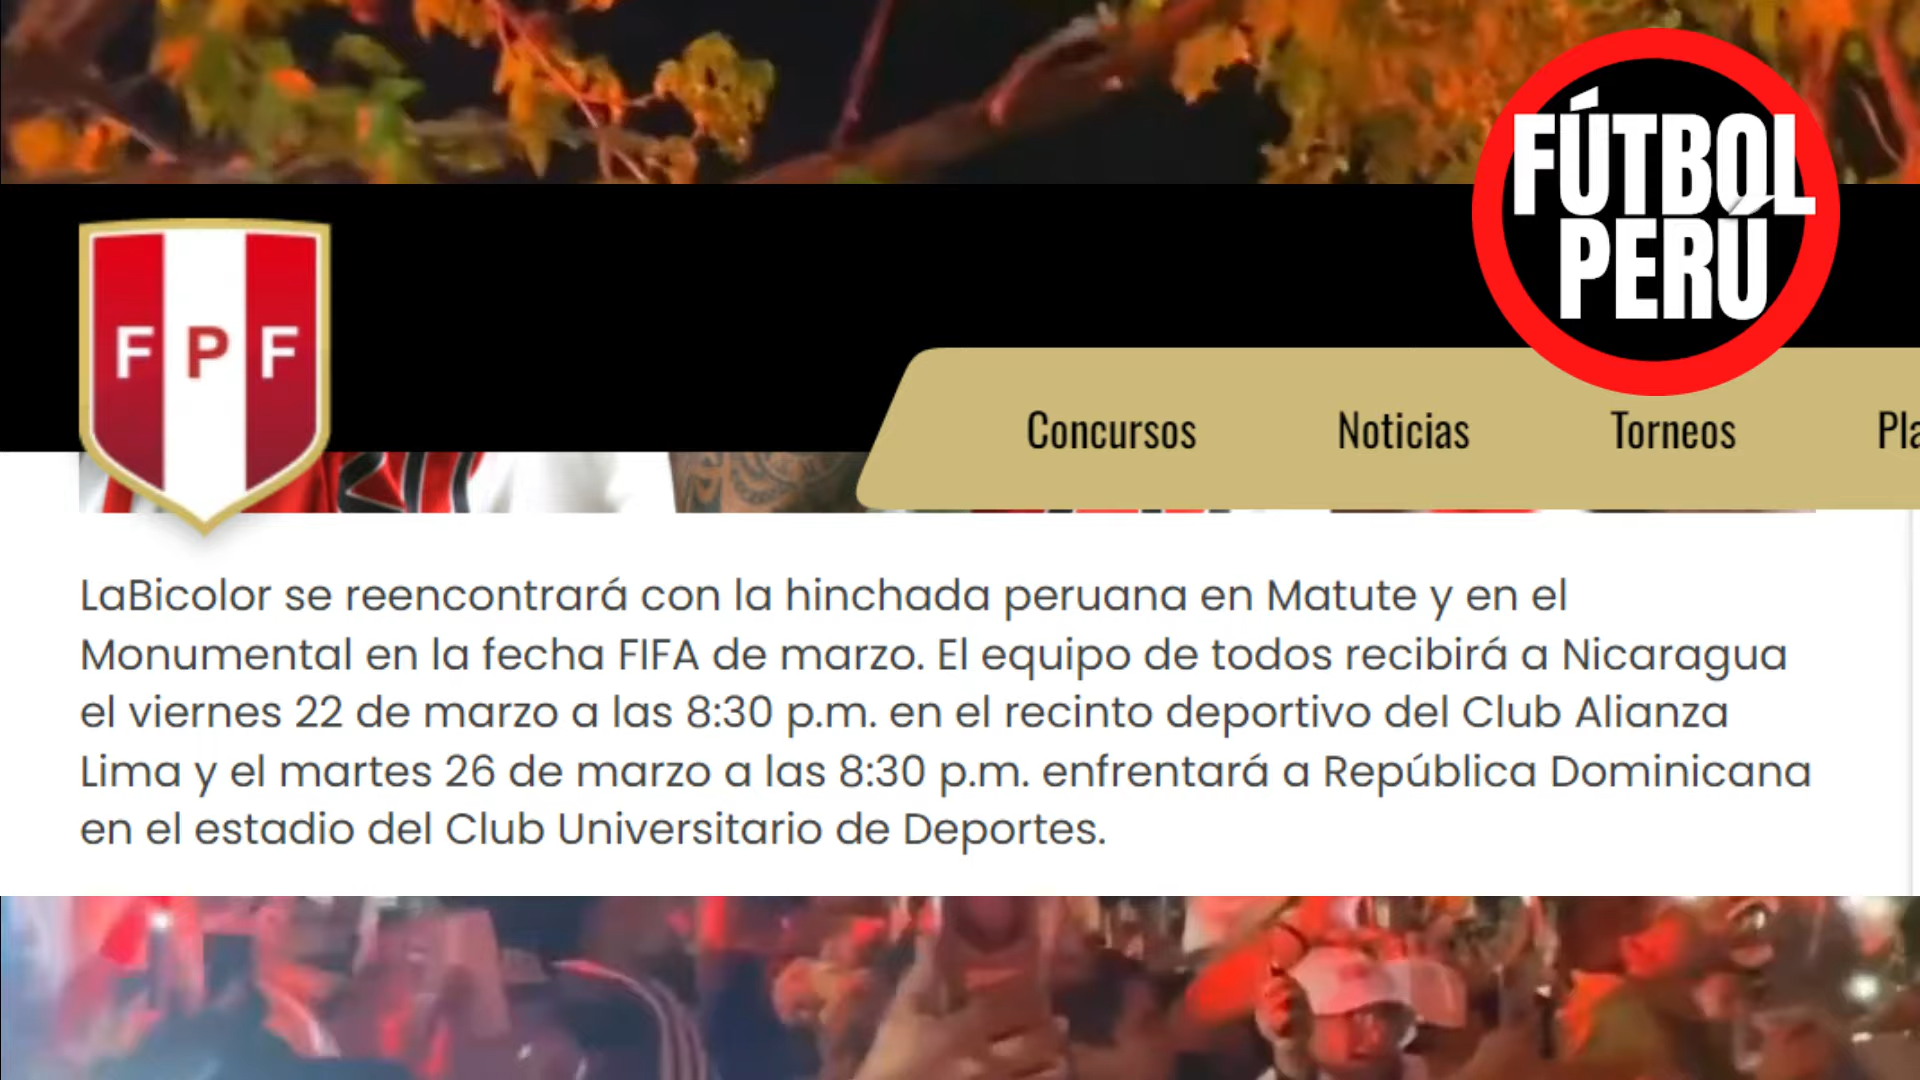 FÚTBOL
PERÚ
FPF
Concursos Noticias Torneos Pla
LaBicolor se reencontrará con la hinchada peruana en Matute y en el
Monumental en la fecha FIFA de marzo. El equipo de todos recibirá a Nicaragua
el viernes 22 de marzo a las 8:30 p.m. en el recinto deportivo del Club Alianza
Lima y el martes 26 de marzo a las 8:30 p.m. enfrentará a República Dominicana
en el estadio del Club Universitario de Deportes.